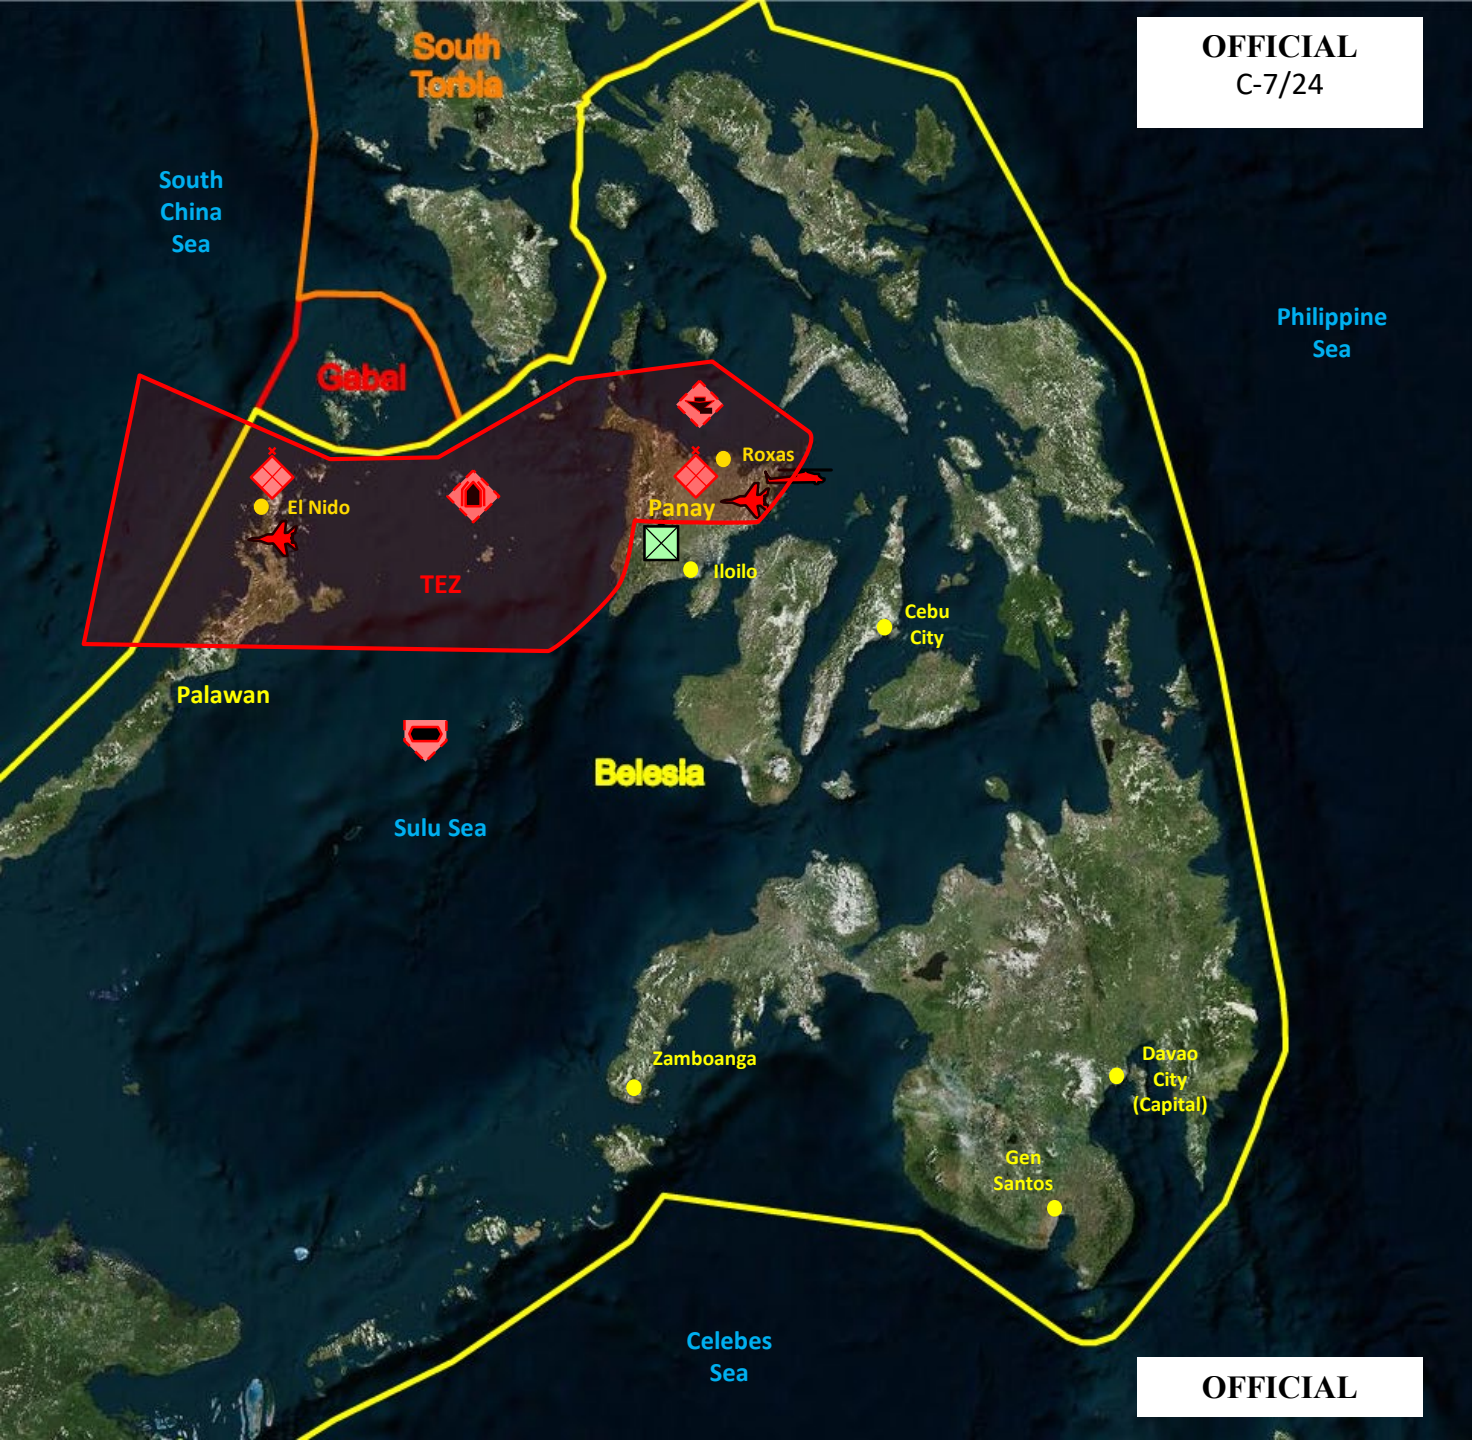 OFFICIAL
C-7/24
South
Torbia
South
China
Sea
Philippine
Sea
Gabal
Roxas
El Nido
Panay
TEZ
Iloilo
Cebu
City
Palawan
Belesia
Sulu Sea
Zamboanga
Davao
City
(Capital)
Gen
Santos
Celebes
Sea
OFFICIAL